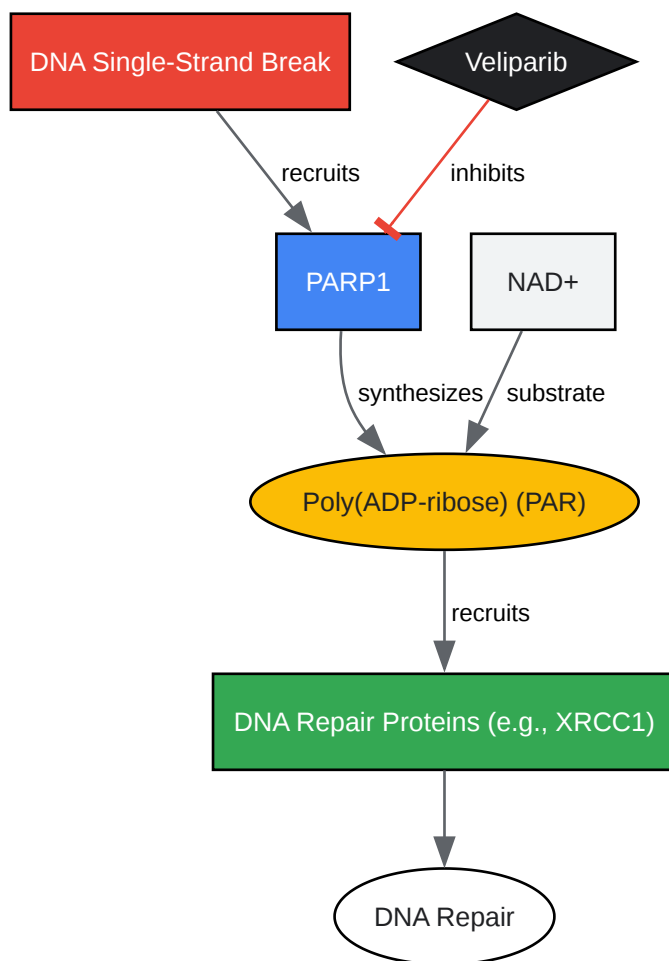 DNA Single-Strand Break
Veliparib
recruits
inhibits
PARP1
NAD+
synthesizes
substrate
Poly(ADP-ribose) (PAR)
recruits
DNA Repair Proteins (e.g., XRCC1)
DNA Repair